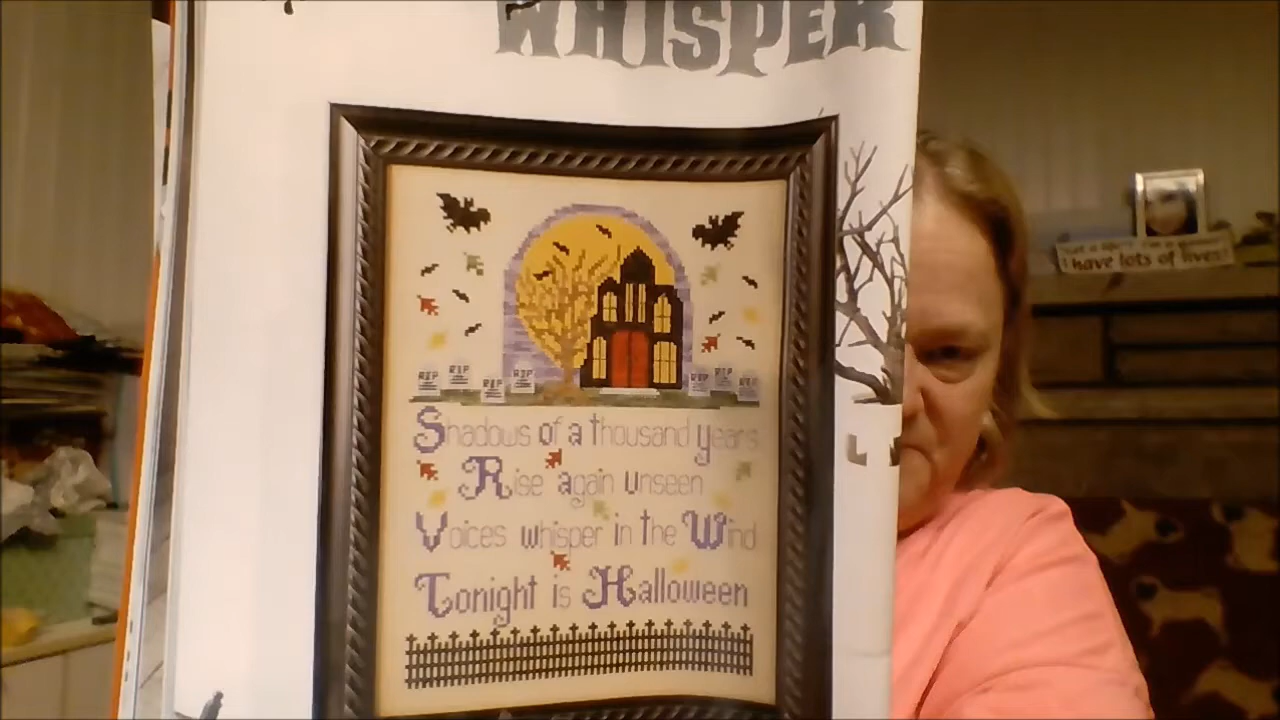 WHISPER
RIP RIP RIP RIP RIP RIP RIP
Shadows of a thousand years
Rise again unseen
Voices whisper in the Wind
Tonight is Halloween
I have lots of lives!